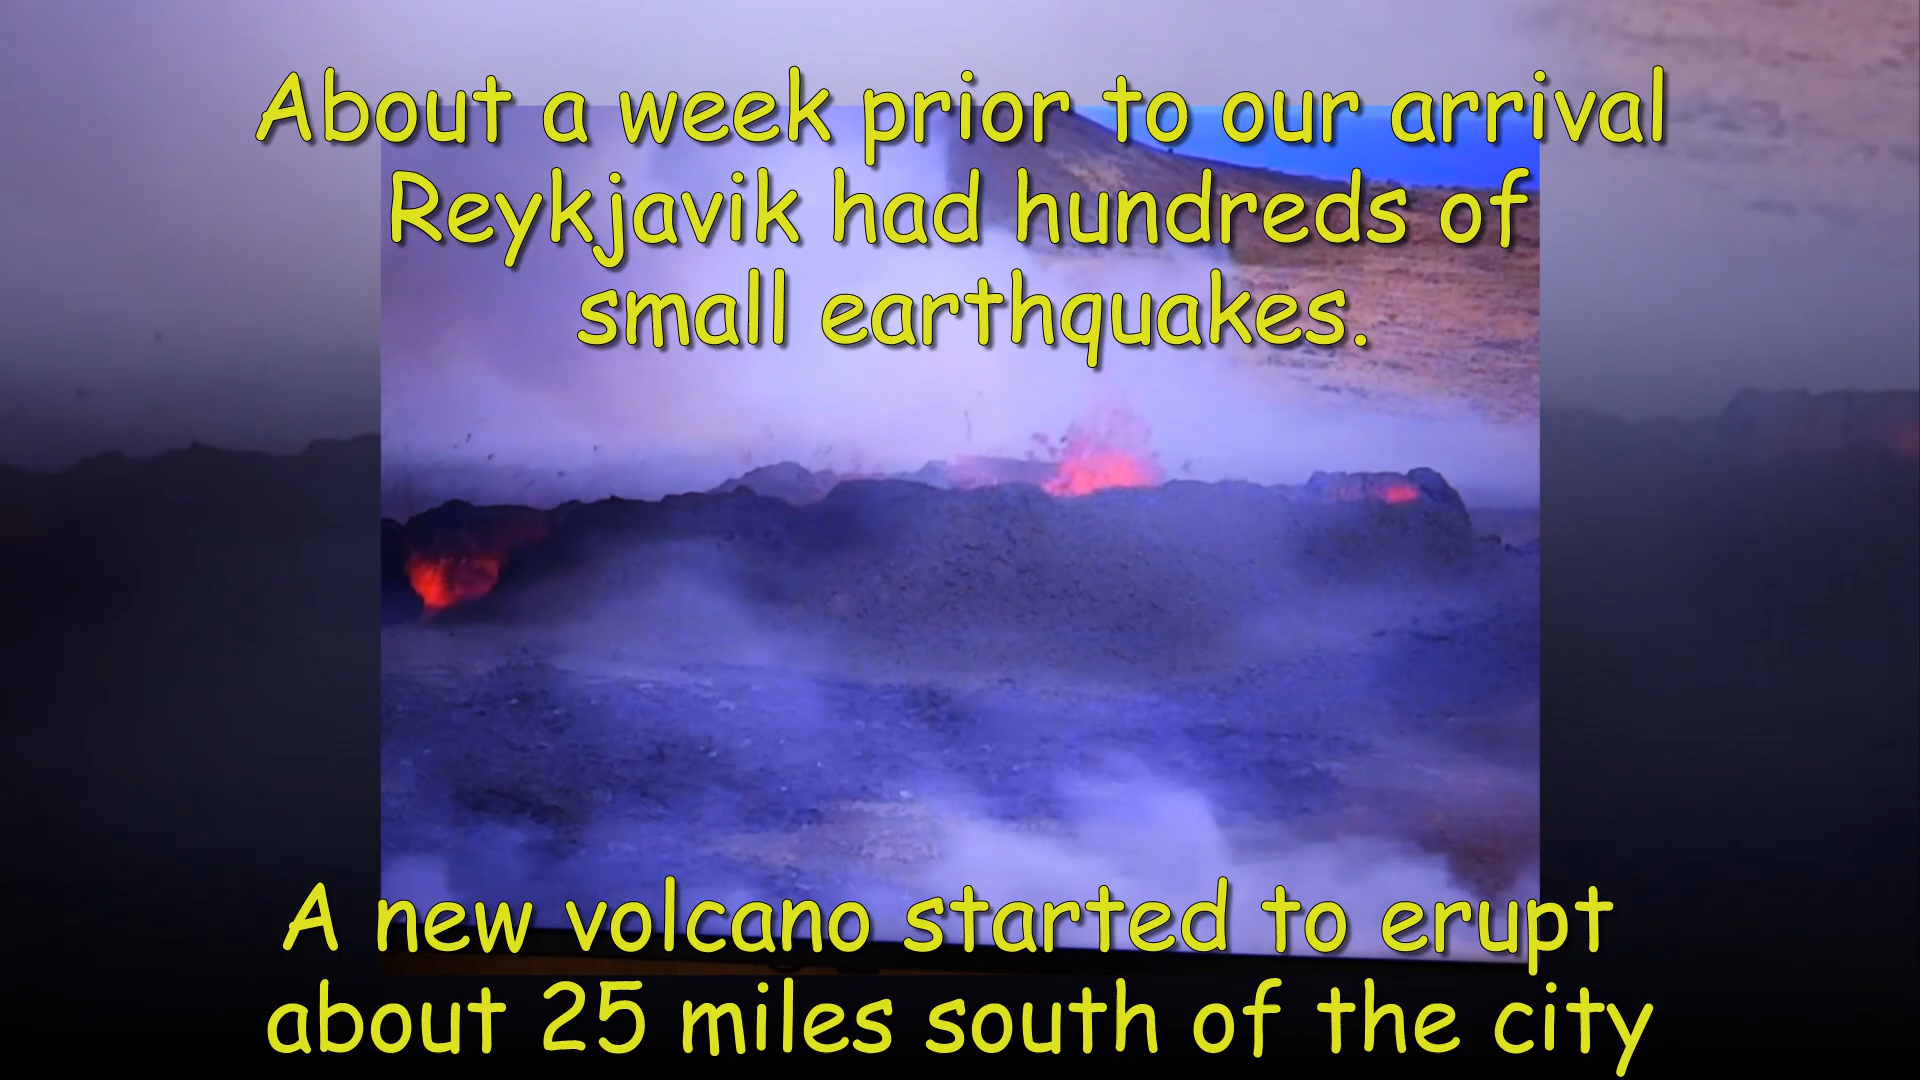 About a week prior to our arrival
Reykjavik had hundreds of
small earthquakes.
A new volcano started to erupt
about 25 miles south of the city